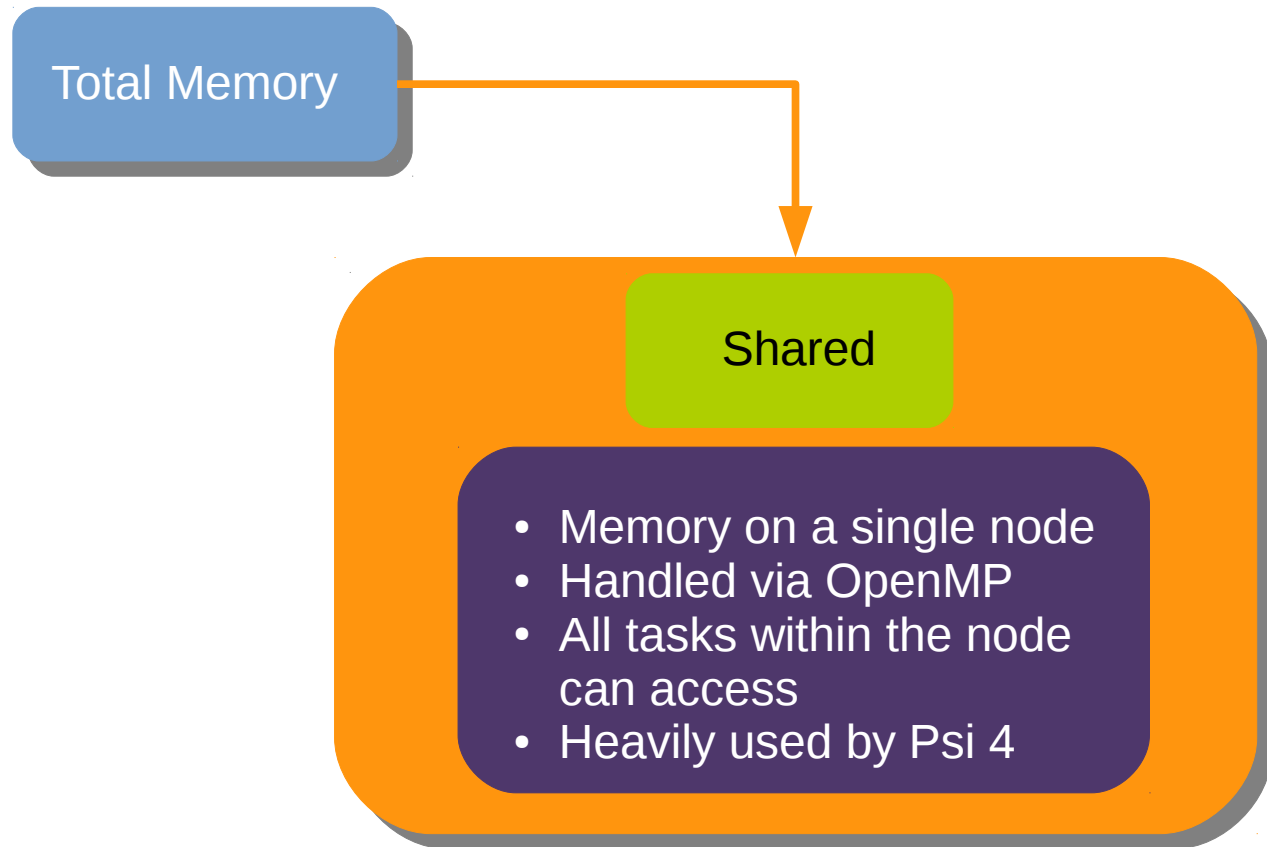 Total Memory
Shared
• Memory on a single node
• Handled via OpenMP
• All tasks within the node
can access
• Heavily used by Psi 4